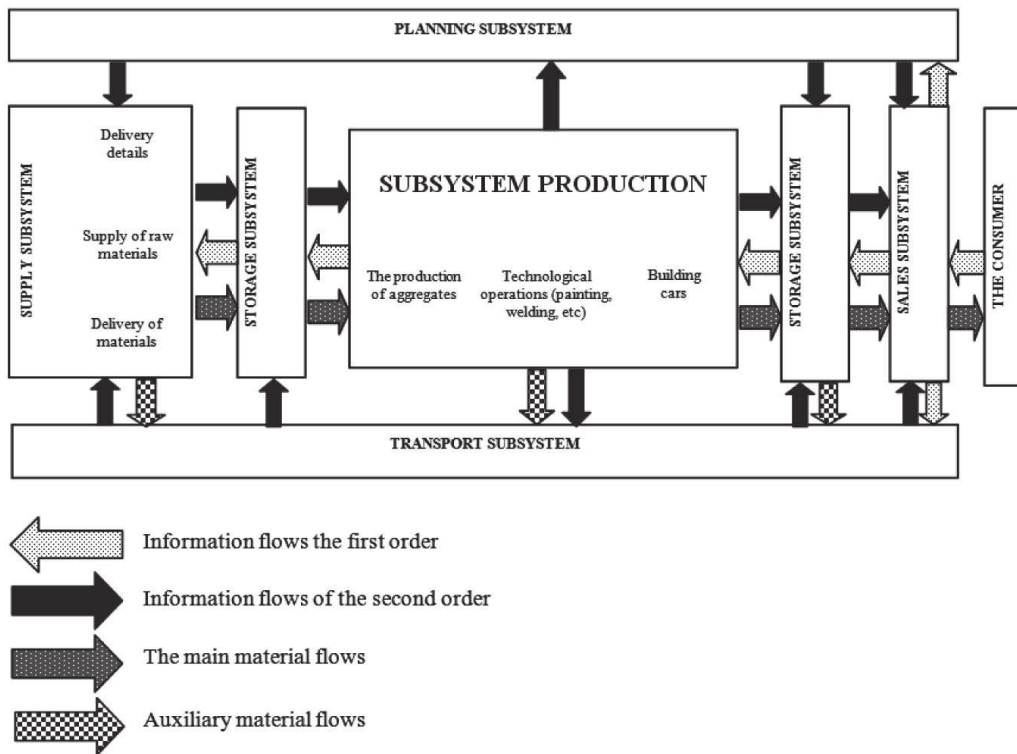 PLANNING SUBSYSTEM
SUPPLY SUBSYSTEM
Delivery
details
Supply of raw
materials
Delivery of
materials
STORAGE SUBSYSTEM
SUBSYSTEM PRODUCTION
The production
of aggregates
Technological
operations (painting,
welding, etc)
Building
cars
STORAGE SUBSYSTEM
SALES SUBSYSTEM
THE CONSUMER
TRANSPORT SUBSYSTEM
Information flows the first order
Information flows of the second order
The main material flows
Auxiliary material flows